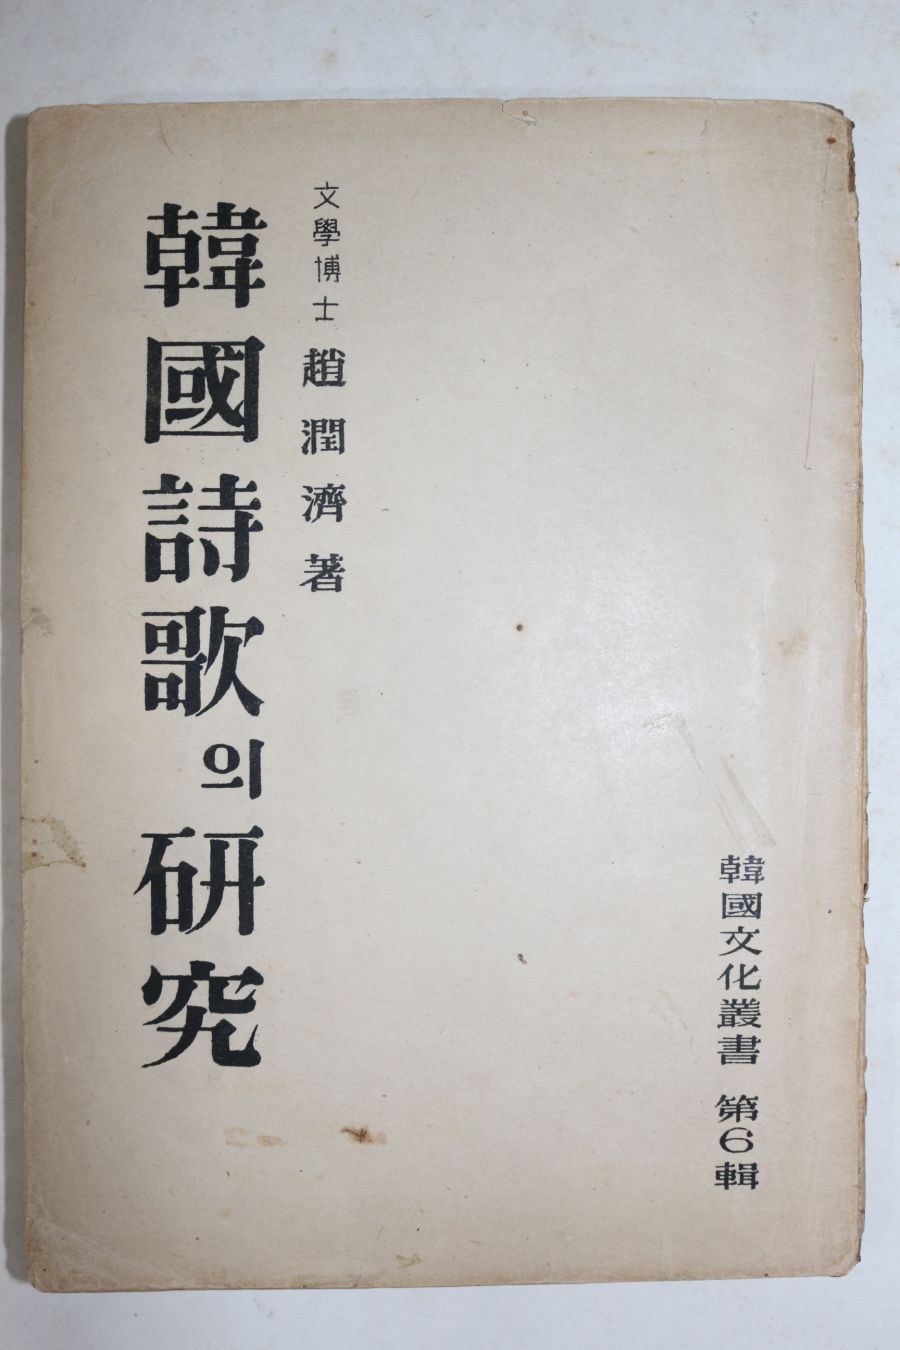 韓國文化叢書 第6輯
文學博士 趙潤濟 著
韓國詩歌의 研究